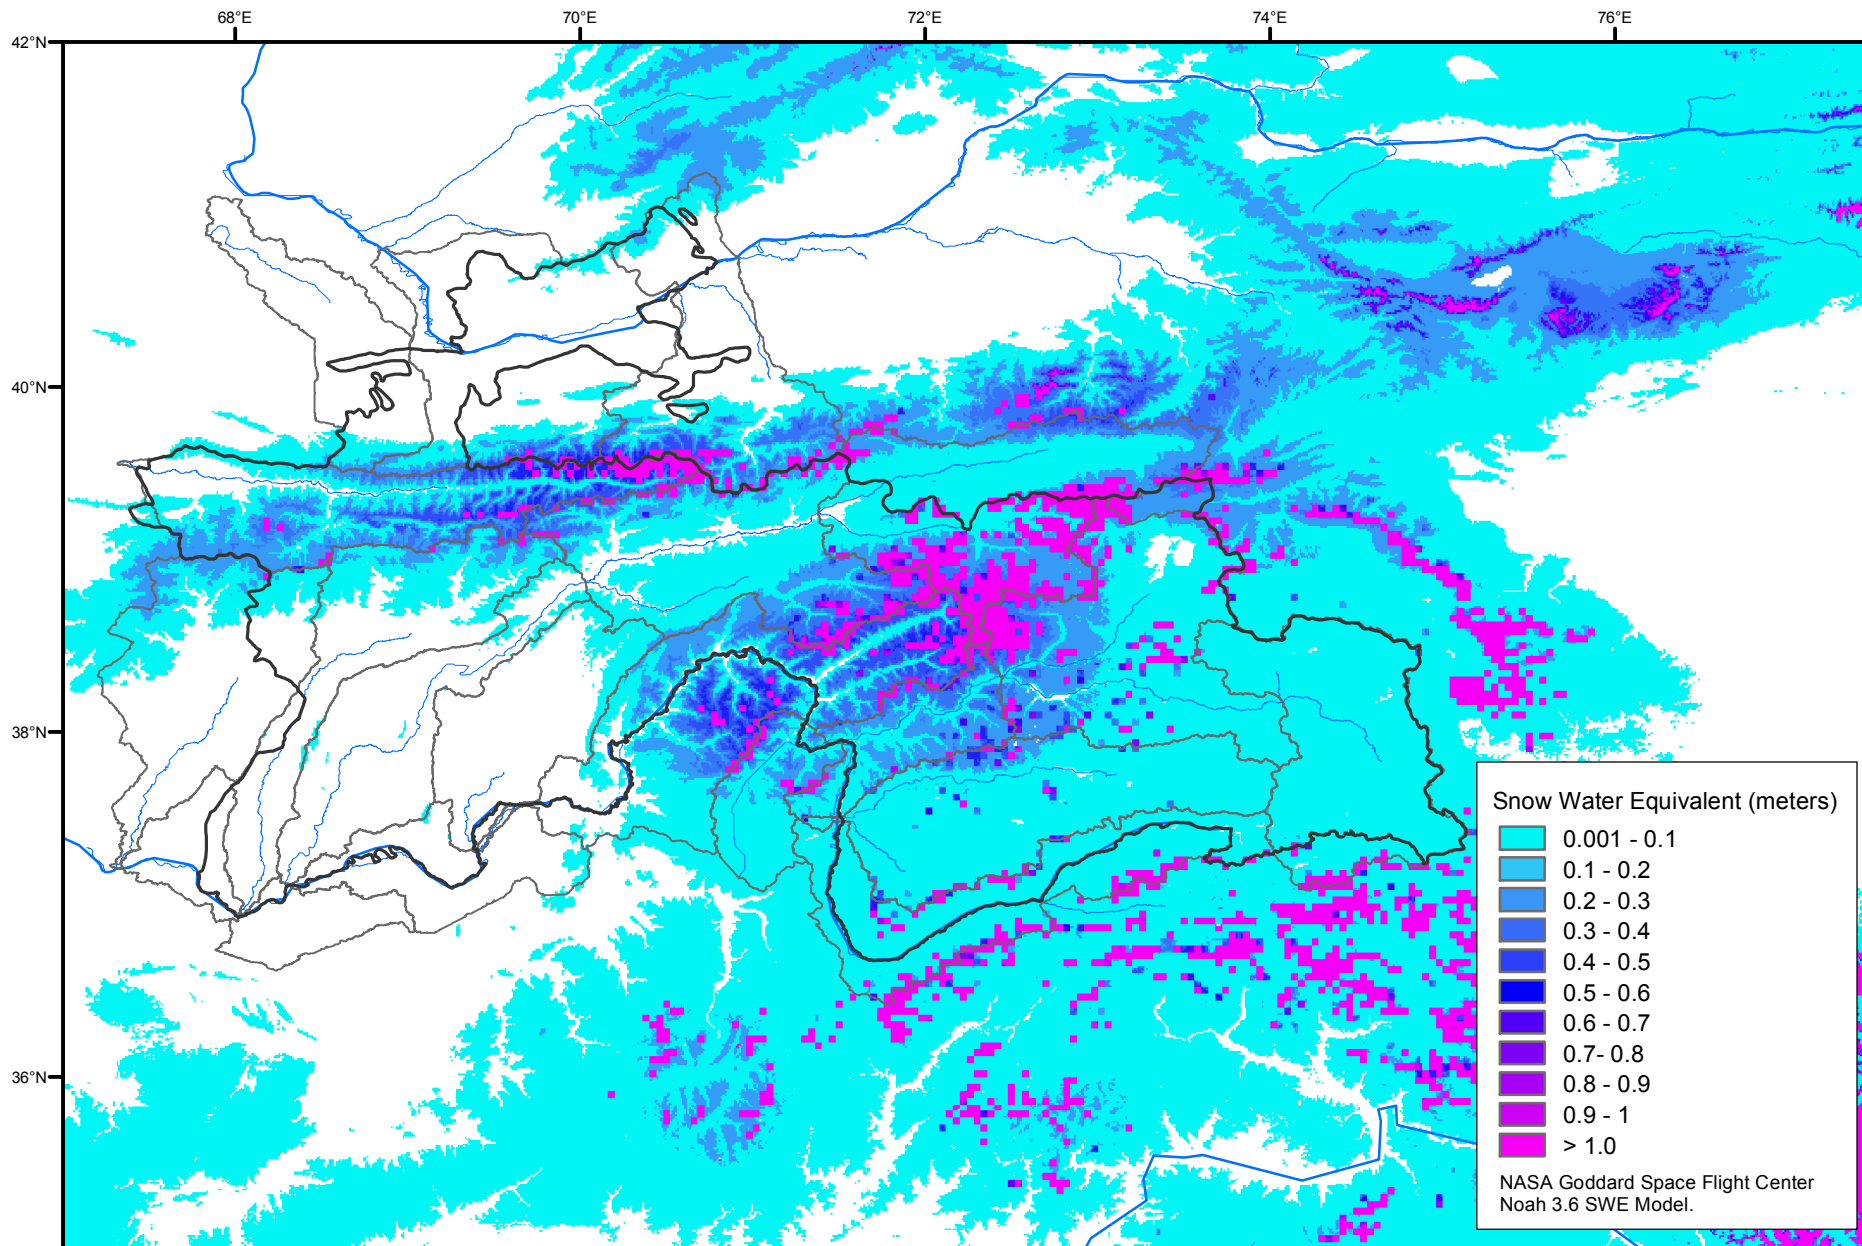 68°E
70°E
72°E
74°E
76°E
42°N
40°N
38°N
36°N
Snow Water Equivalent (meters)
0.001 - 0.1
0.1 - 0.2
0.2 - 0.3
0.3 - 0.4
0.4 - 0.5
0.5 - 0.6
0.6 - 0.7
0.7- 0.8
0.8 - 0.9
0.9 - 1
> 1.0
NASA Goddard Space Flight Center
Noah 3.6 SWE Model.